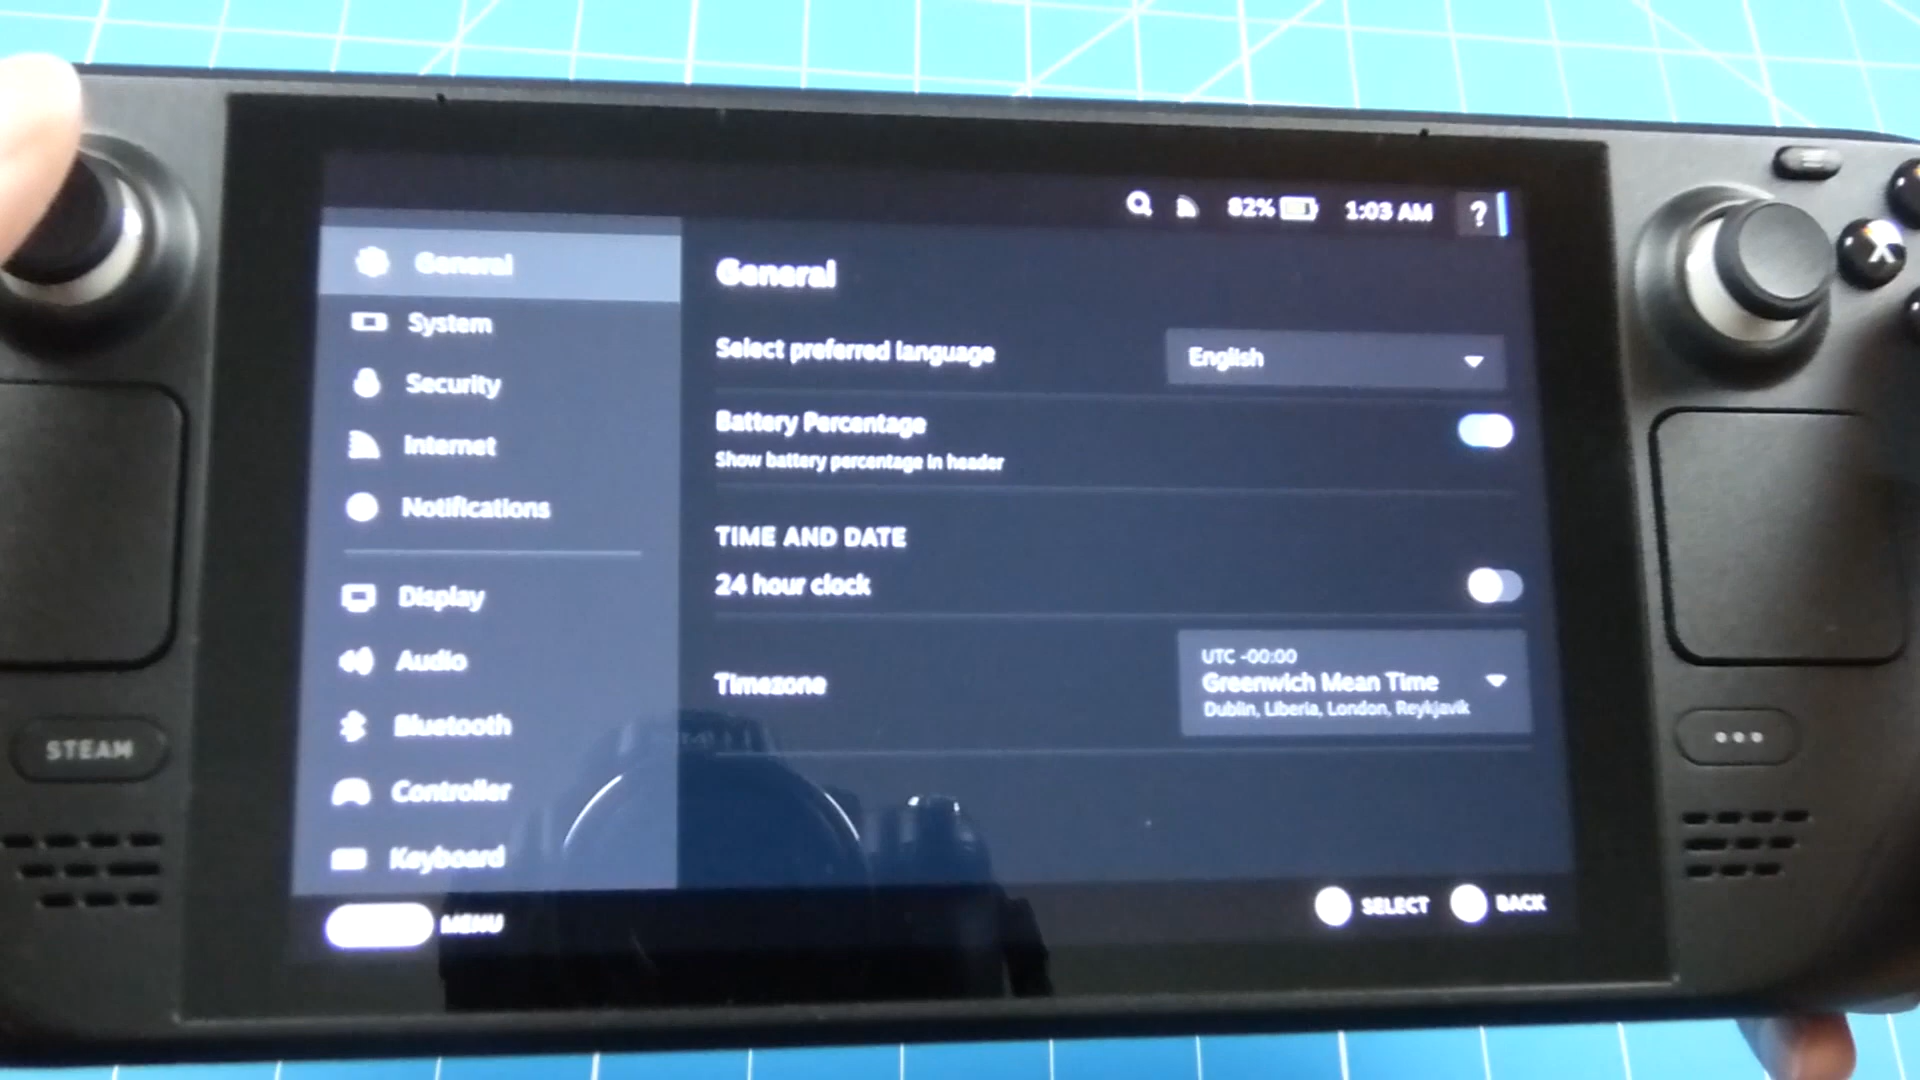 82%
1:03 AM
?
General
System
Security
Internet
Notifications
Display
Audio
Bluetooth
Controller
Keyboard
General
Select preferred language
English
Battery Percentage
Show battery percentage in header
TIME AND DATE
24 hour clock
Timezone
UTC -00:00
Greenwich Mean Time
Dublin, Liberia, London, Reykjavik
MENU
SELECT
BACK
STEAM
X